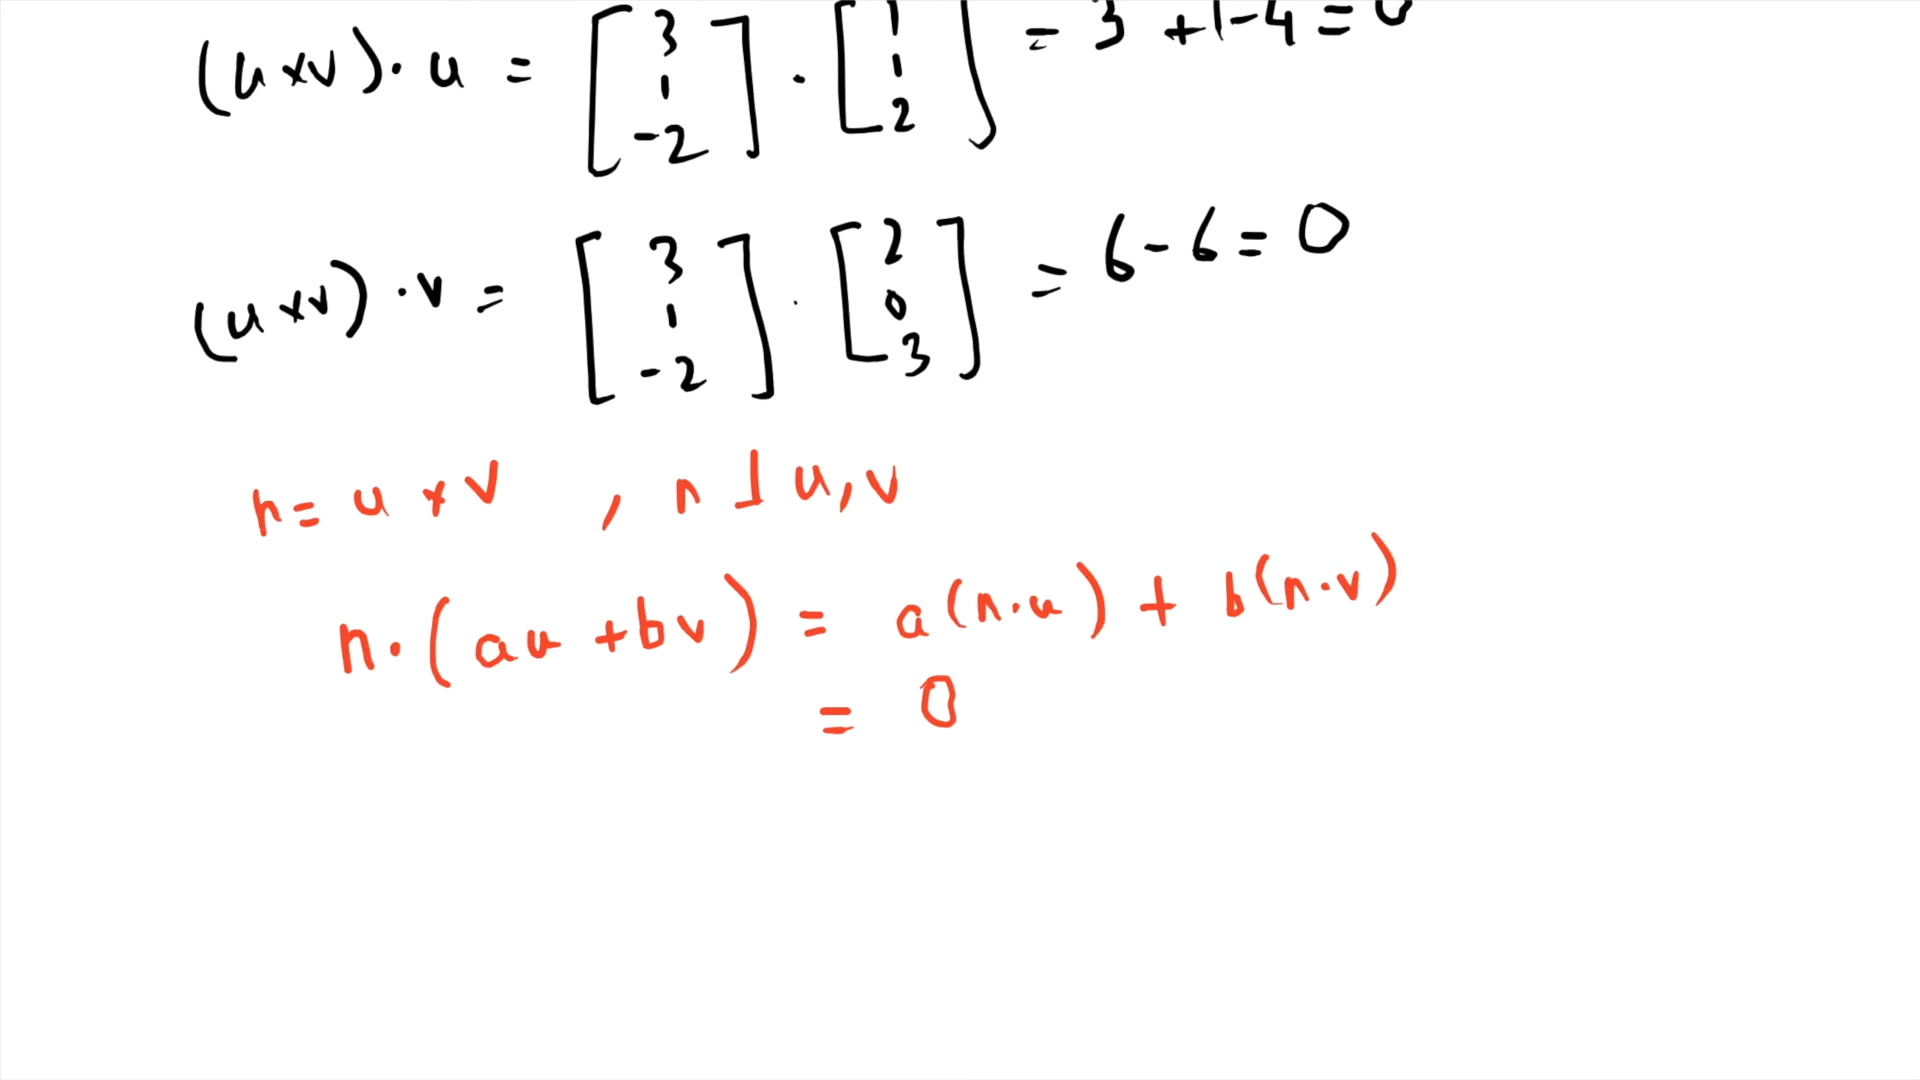 (u×v)·u = [3 1 -2] · [1 1 2] = 3 + 1 - 4 = 0
(u×v)·v = [3 1 -2] · [2 0 3] = 6 - 6 = 0
n = u × v , n ⊥ u, v
n·(au + bv) = a(n·u) + b(n·v)
= 0